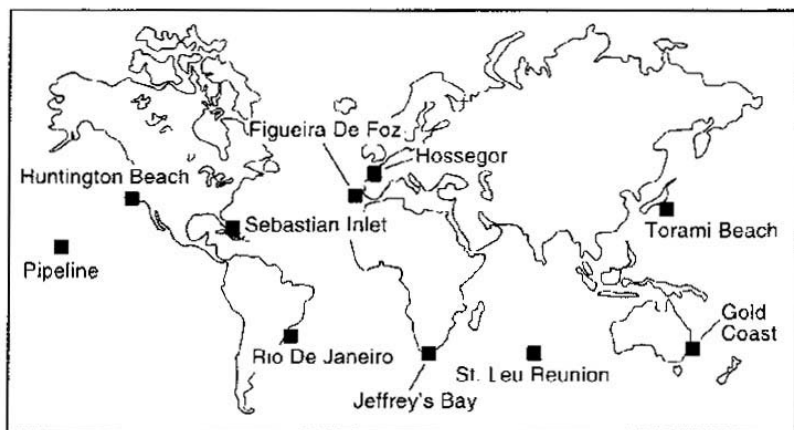 Figueira De Foz
Hossegor
Huntington Beach
Sebastian Inlet
Torami Beach
Pipeline
Gold
Coast
Rio De Janeiro
St. Leu Reunion
Jeffrey's Bay